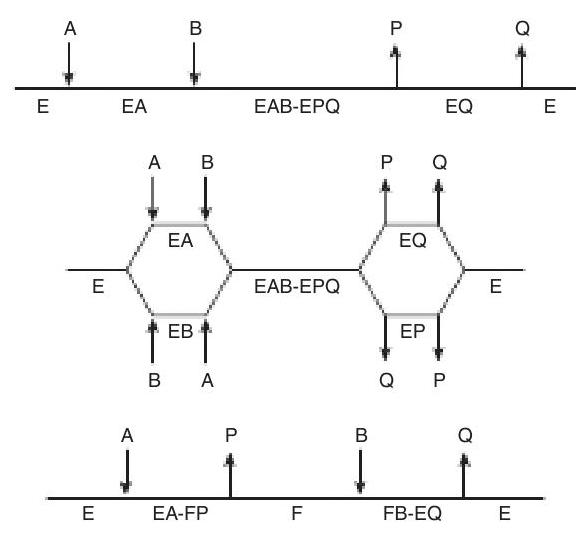 A B P Q
E EA EAB-EPQ EQ E
A B P Q
EA EQ
E EAB-EPQ E
EB EP
B A Q P
A P B Q
E EA-FP F FB-EQ E